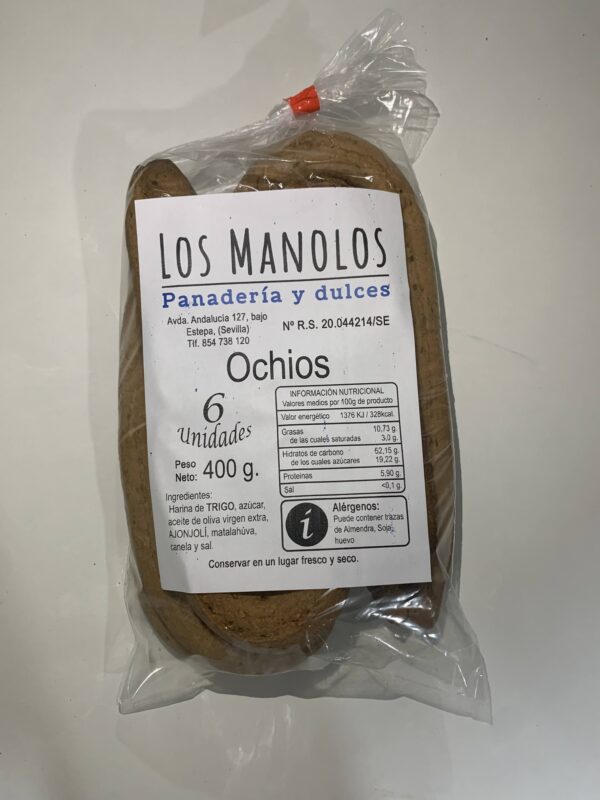 LOS MANOLOS
Panadería y dulces
Avda. Andalucía 127, bajo
Estepa, (Sevilla)
Tlf. 854 738 120
Nº R.S. 20.044214/SE
Ochios
6
Unidades
Peso
Neto: 400 g.
INFORMACIÓN NUTRICIONAL
Valores medios por 100g de producto
Valor energético 1376 KJ / 328kcal.
Grasas 10,73 g.
de las cuales saturadas 3,0 g.
Hidratos de carbono 52,15 g.
de los cuales azúcares 19,22 g.
Proteinas 5,90 g.
Sal <0,1 g.
Ingredientes:
Harina de TRIGO, azúcar,
aceite de oliva virgen extra,
AJONJOLÍ, matalahúva,
canela y sal.
i
Alérgenos:
Puede contener trazas
de Almendra, Soja,
huevo
Conservar en un lugar fresco y seco.